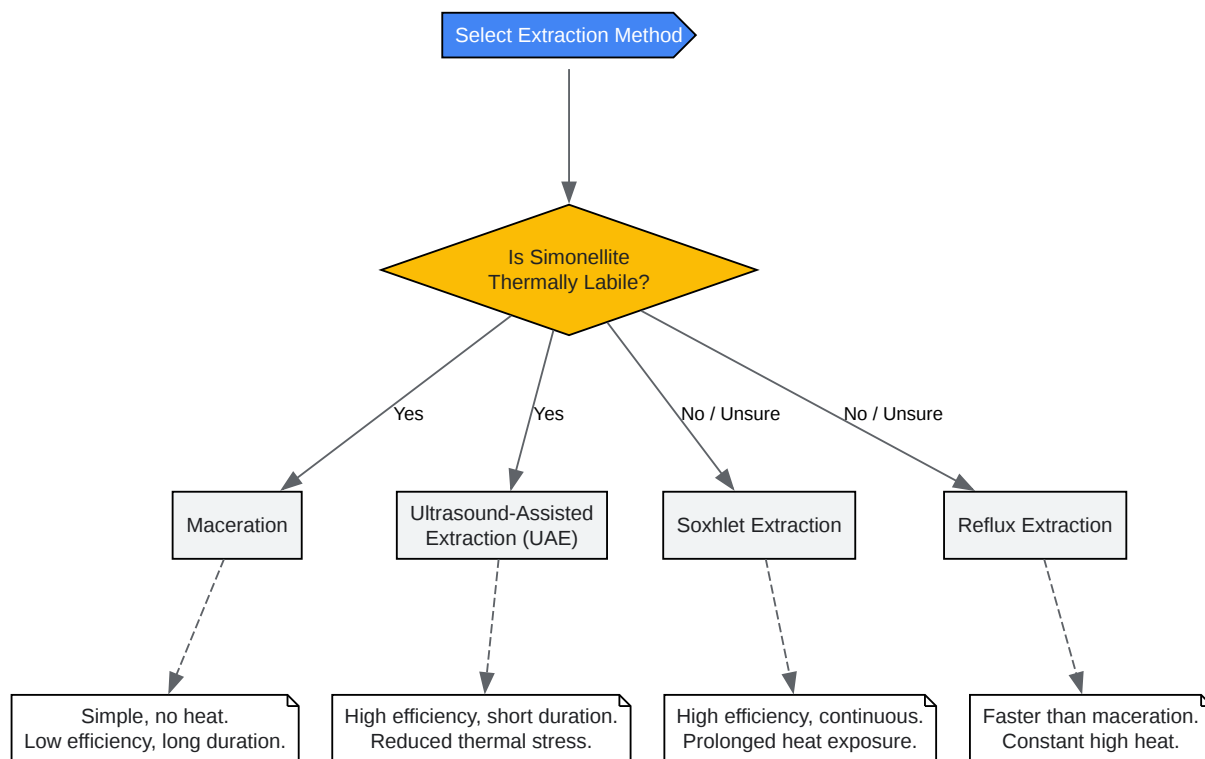 Select Extraction Method
Is Simonellite
Thermally Labile?
Yes
Yes
No / Unsure
No / Unsure
Maceration
Ultrasound-Assisted
Extraction (UAE)
Soxhlet Extraction
Reflux Extraction
Simple, no heat.
Low efficiency, long duration.
High efficiency, short duration.
Reduced thermal stress.
High efficiency, continuous.
Prolonged heat exposure.
Faster than maceration.
Constant high heat.